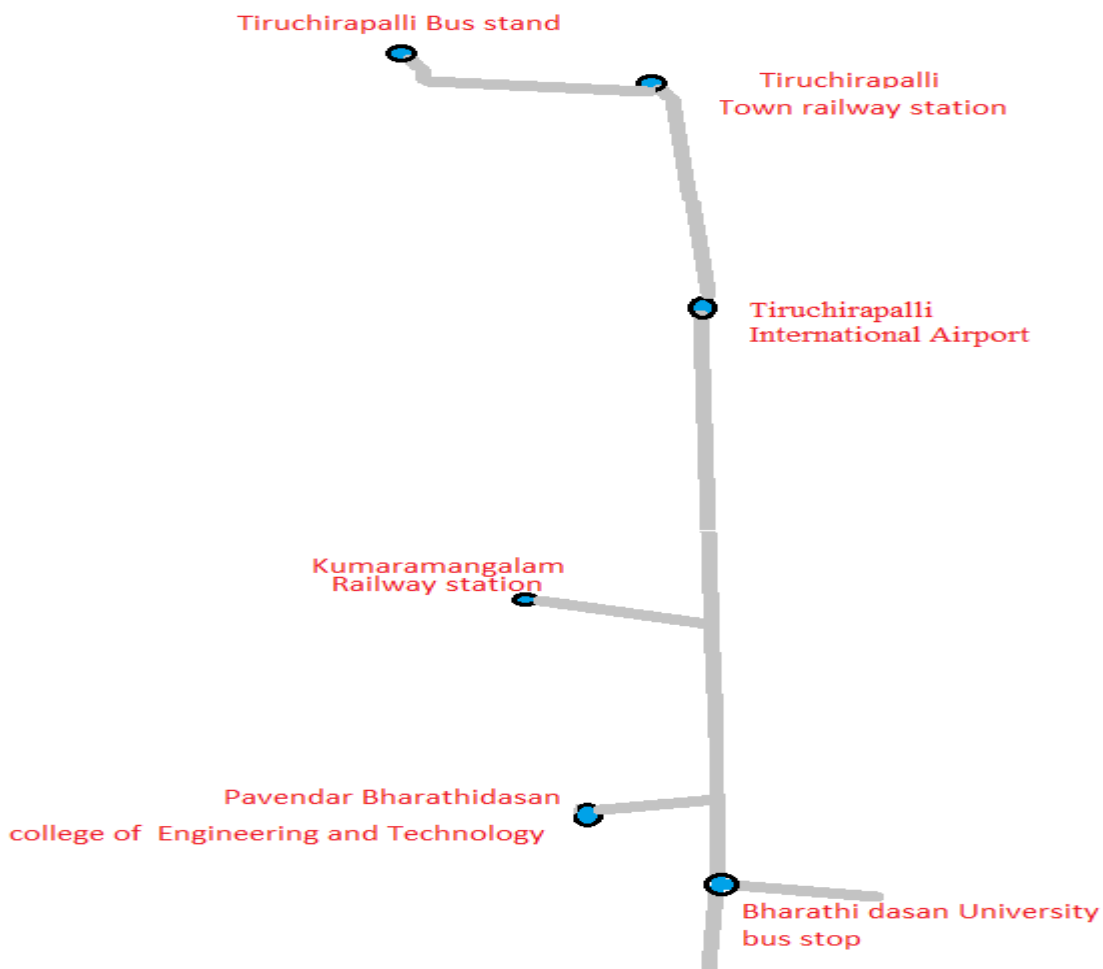 Tiruchirapalli Bus stand
Tiruchirapalli
Town railway station
Tiruchirapalli
International Airport
Kumaramangalam
Railway station
Pavendar Bharathidasan
college of Engineering and Technology
Bharathi dasan University
bus stop